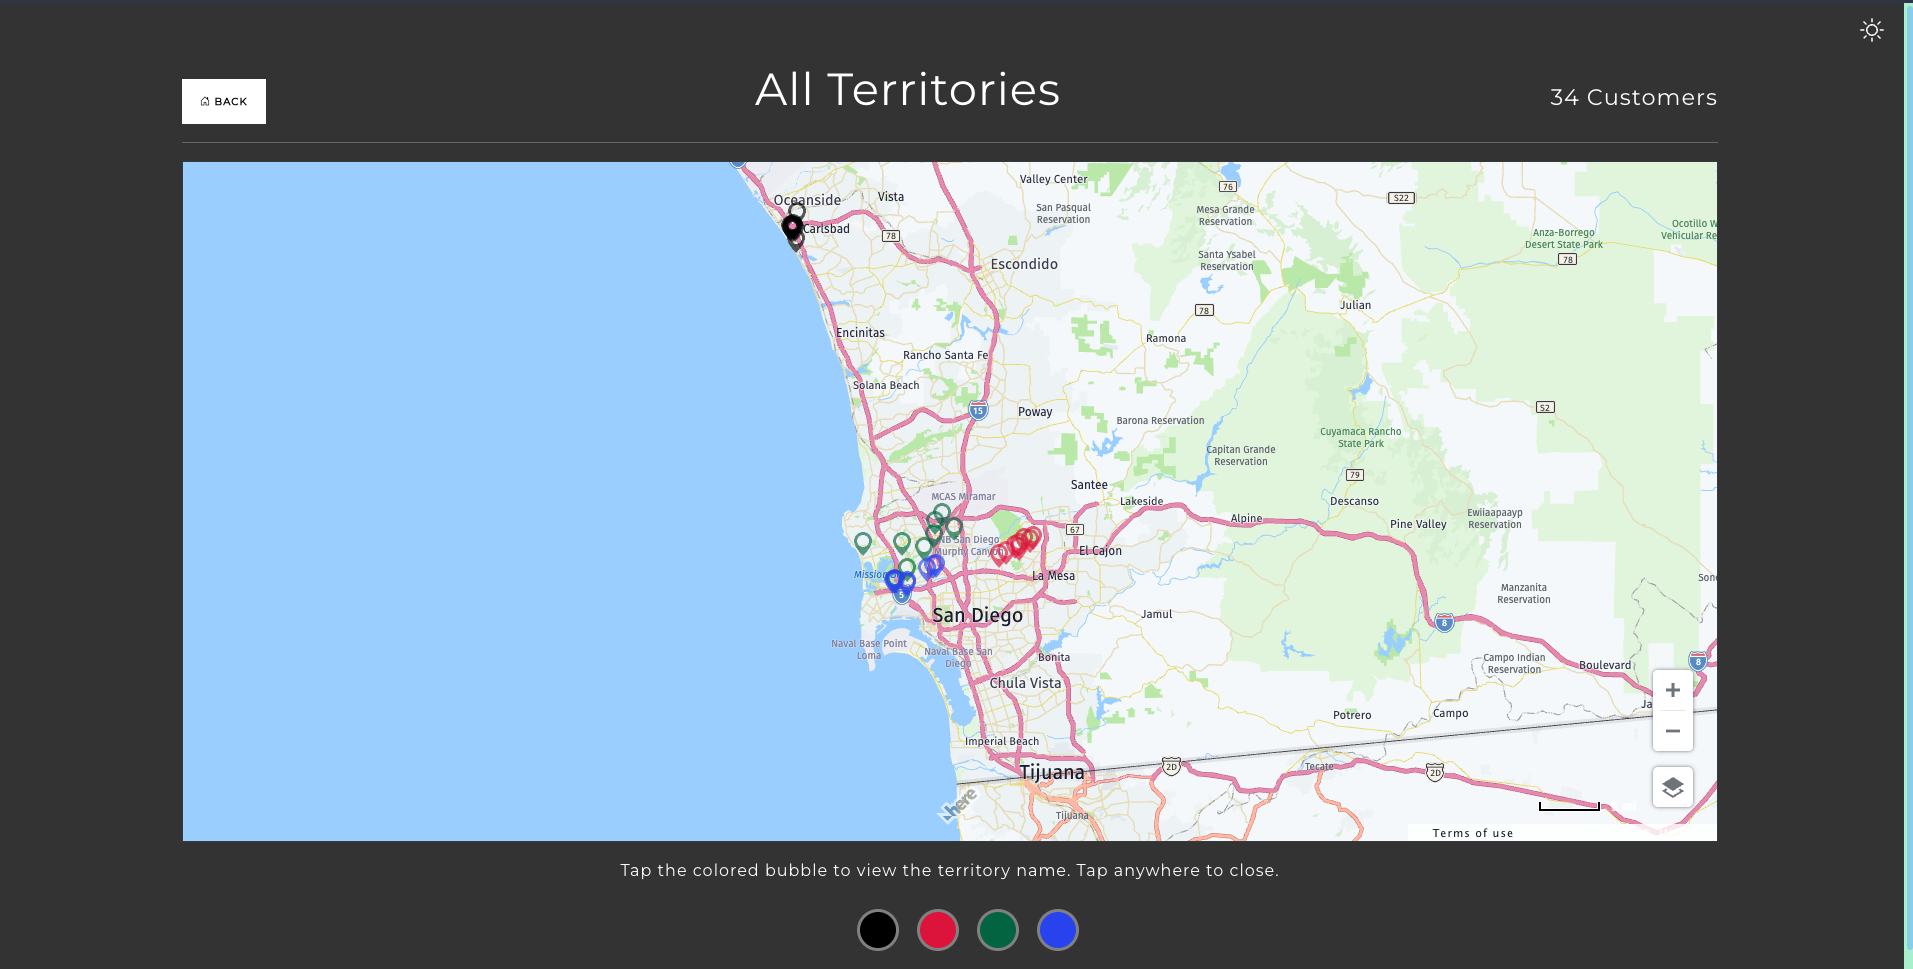 BACK
All Territories
34 Customers
Valley Center
76
S22
Oceanside
Vista
San Pasqual
Reservation
Mesa Grande
Reservation
Carlsbad
78
Anza-Borrego
Desert State Park
Ocotillo W
Vehicular Re
Escondido
Santa Ysabel
Reservation
78
Julian
78
Encinitas
Ramona
Rancho Santa Fe
Solana Beach
15
Poway
Barona Reservation
S2
Cuyamaca Rancho
State Park
Capitan Grande
Reservation
79
Santee
MCAS Miramar
Lakeside
Descanso
Alpine
Pine Valley
Ewiiaapaayp
Reservation
67
NB San Diego
Murphy Canyon
El Cajon
Mission
La Mesa
Son
5
Manzanita
Reservation
San Diego
Jamul
8
Naval Base Point
Loma
Naval Base San
Diego
Bonita
Campo Indian
Reservation
Boulevard
8
Chula Vista
Ja
Potrero
Campo
Imperial Beach
Tijuana
2D
Tecate
2D
here
Tijuana
Terms of use
Tap the colored bubble to view the territory name. Tap anywhere to close.